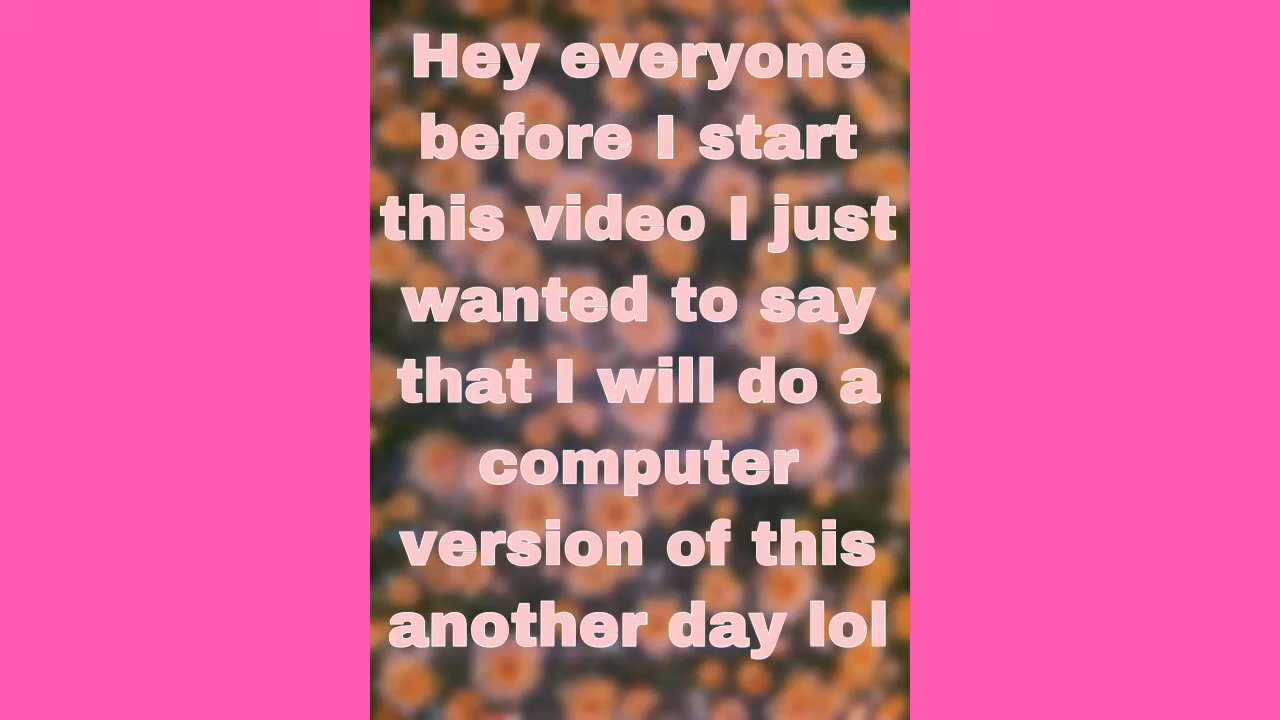 Hey everyone
before I start
this video I just
wanted to say
that I will do a
computer
version of this
another day lol